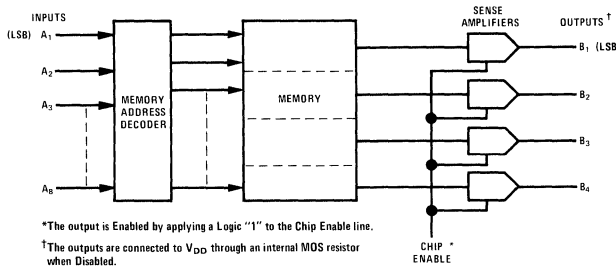 INPUTS
(LSB) A1
A2
A3
A8
MEMORY
ADDRESS
DECODER
MEMORY
SENSE
AMPLIFIERS
OUTPUTS †
B1 (LSB
B2
B3
B4
CHIP *
ENABLE
*The output is Enabled by applying a Logic "1" to the Chip Enable line.
†The outputs are connected to VDD through an internal MOS resistor
when Disabled.